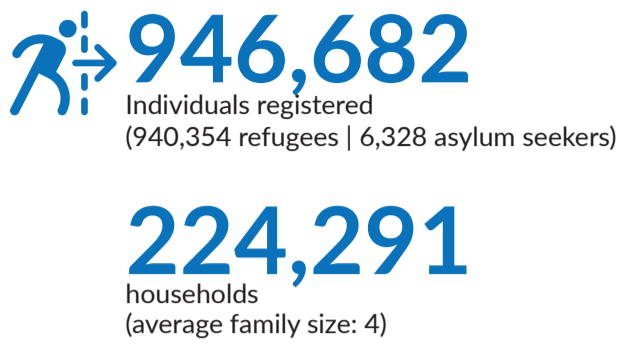 946,682
Individuals registered
(940,354 refugees | 6,328 asylum seekers)
224,291
households
(average family size: 4)